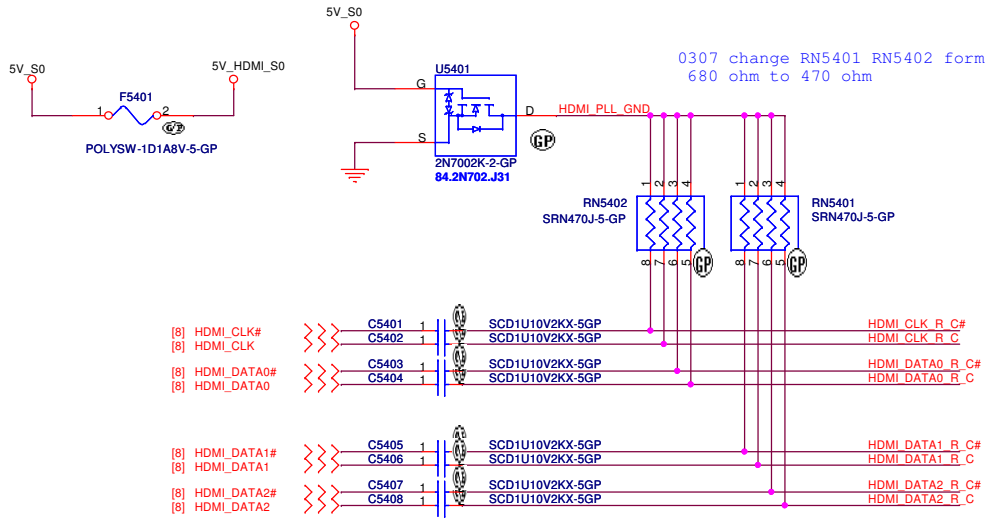 5V_S0
5V_S0
5V_HDMI_S0
F5401
1
2
POLYSW-1D1A8V-5-GP
U5401
G
S
D
HDMI_PLL_GND
GP
2N7002K-2-GP
84.2N702.J31
0307 change RN5401 RN5402 form
680 ohm to 470 ohm
1 2 3 4
1 2 3 4
RN5402
SRN470J-5-GP
RN5401
SRN470J-5-GP
8 7 6 5
GP
8 7 6 5
GP
[8] HDMI_CLK# C5401 1 SCD1U10V2KX-5GP HDMI_CLK_R_C#
[8] HDMI_CLK C5402 1 SCD1U10V2KX-5GP HDMI_CLK_R_C
[8] HDMI_DATA0# C5403 1 SCD1U10V2KX-5GP HDMI_DATA0_R_C#
[8] HDMI_DATA0 C5404 1 SCD1U10V2KX-5GP HDMI_DATA0_R_C
[8] HDMI_DATA1# C5405 1 SCD1U10V2KX-5GP HDMI_DATA1_R_C#
[8] HDMI_DATA1 C5406 1 SCD1U10V2KX-5GP HDMI_DATA1_R_C
[8] HDMI_DATA2# C5407 1 SCD1U10V2KX-5GP HDMI_DATA2_R_C#
[8] HDMI_DATA2 C5408 1 SCD1U10V2KX-5GP HDMI_DATA2_R_C